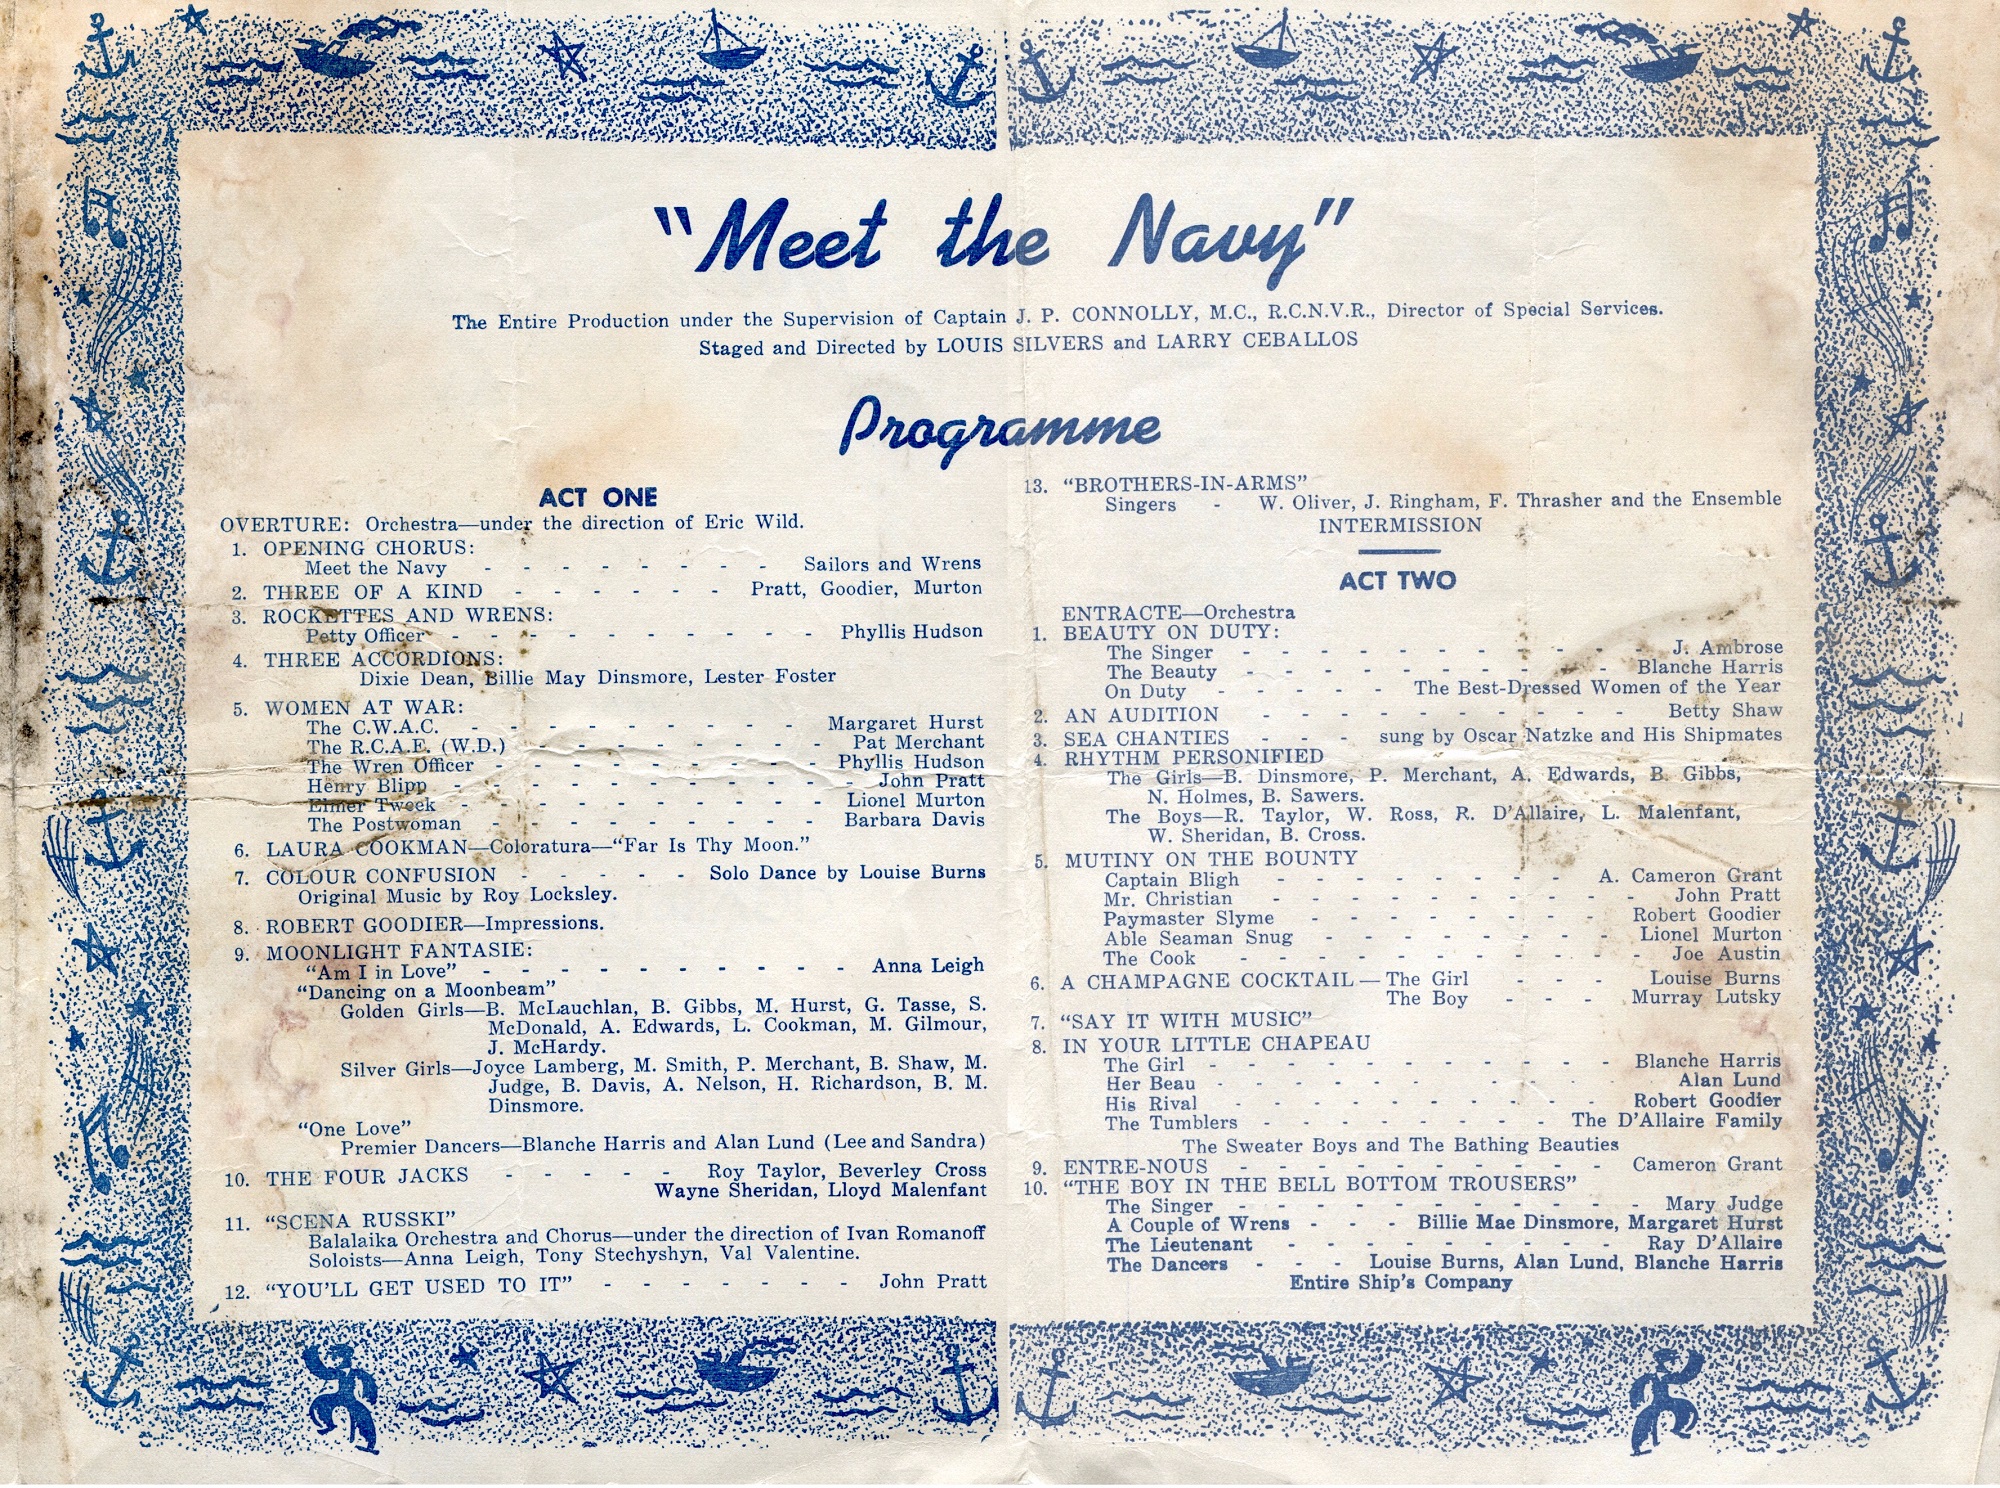 "Meet the Navy"
The Entire Production under the Supervision of Captain J. P. CONNOLLY, M.C., R.C.N.V.R., Director of Special Services.
Staged and Directed by LOUIS SILVERS and LARRY CEBALLOS
Programme
ACT ONE
OVERTURE: Orchestra—under the direction of Eric Wild.
1. OPENING CHORUS:
Meet the Navy - - - - - - - - Sailors and Wrens
2. THREE OF A KIND - - - - - - Pratt, Goodier, Murton
3. ROCKETTES AND WRENS:
Petty Officer - - - - - - - - - - Phyllis Hudson
4. THREE ACCORDIONS:
Dixie Dean, Billie May Dinsmore, Lester Foster
5. WOMEN AT WAR:
The C.W.A.C. - - - - - - - - - Margaret Hurst
The R.C.A.F. (W.D.) - - - - - - - - Pat Merchant
The Wren Officer - - - - - - - - - Phyllis Hudson
Henry Blipp - - - - - - - - - - - John Pratt
Elmer Tweek - - - - - - - - - - Lionel Murton
The Postwoman - - - - - - - - - Barbara Davis
6. LAURA COOKMAN—Coloratura—"Far Is Thy Moon."
7. COLOUR CONFUSION - - - - - Solo Dance by Louise Burns
Original Music by Roy Locksley.
8. ROBERT GOODIER—Impressions.
9. MOONLIGHT FANTASIE:
"Am I in Love" - - - - - - - - - - Anna Leigh
"Dancing on a Moonbeam"
Golden Girls—B. McLauchlan, B. Gibbs, M. Hurst, G. Tasse, S.
McDonald, A. Edwards, L. Cookman, M. Gilmour,
J. McHardy.
Silver Girls—Joyce Lamberg, M. Smith, P. Merchant, B. Shaw, M.
Judge, B. Davis, A. Nelson, H. Richardson, B. M.
Dinsmore.
"One Love"
Premier Dancers—Blanche Harris and Alan Lund (Lee and Sandra)
10. THE FOUR JACKS - - - - - Roy Taylor, Beverley Cross
Wayne Sheridan, Lloyd Malenfant
11. "SCENA RUSSKI"
Balalaika Orchestra and Chorus—under the direction of Ivan Romanoff
Soloists—Anna Leigh, Tony Stechyshyn, Val Valentine.
12. "YOU'LL GET USED TO IT" - - - - - - - John Pratt
13. "BROTHERS-IN-ARMS"
Singers - W. Oliver, J. Ringham, F. Thrasher and the Ensemble
INTERMISSION
ACT TWO
ENTRACTE—Orchestra
1. BEAUTY ON DUTY:
The Singer - - - - - - - - - - - - J. Ambrose
The Beauty - - - - - - - - - - Blanche Harris
On Duty - - - - - The Best-Dressed Women of the Year
2. AN AUDITION - - - - - - - - - - Betty Shaw
3. SEA CHANTIES - - - sung by Oscar Natzke and His Shipmates
4. RHYTHM PERSONIFIED
The Girls—B. Dinsmore, P. Merchant, A. Edwards, B. Gibbs,
N. Holmes, B. Sawers.
The Boys—R. Taylor, W. Ross, R. D'Allaire, L. Malenfant,
W. Sheridan, B. Cross.
5. MUTINY ON THE BOUNTY
Captain Bligh - - - - - - - - A. Cameron Grant
Mr. Christian - - - - - - - - - - John Pratt
Paymaster Slyme - - - - - - - - Robert Goodier
Able Seaman Snug - - - - - - - - Lionel Murton
The Cook - - - - - - - - - - - - Joe Austin
6. A CHAMPAGNE COCKTAIL—The Girl - - - Louise Burns
The Boy - - - Murray Lutsky
7. "SAY IT WITH MUSIC"
8. IN YOUR LITTLE CHAPEAU
The Girl - - - - - - - - - - - Blanche Harris
Her Beau - - - - - - - - - - - Alan Lund
His Rival - - - - - - - - - - Robert Goodier
The Tumblers - - - - - - - - The D'Allaire Family
The Sweater Boys and The Bathing Beauties
9. ENTRE-NOUS - - - - - - - - - - Cameron Grant
10. "THE BOY IN THE BELL BOTTOM TROUSERS"
The Singer - - - - - - - - - - - Mary Judge
A Couple of Wrens - - - Billie Mae Dinsmore, Margaret Hurst
The Lieutenant - - - - - - - - - Ray D'Allaire
The Dancers - - - Louise Burns, Alan Lund, Blanche Harris
Entire Ship's Company